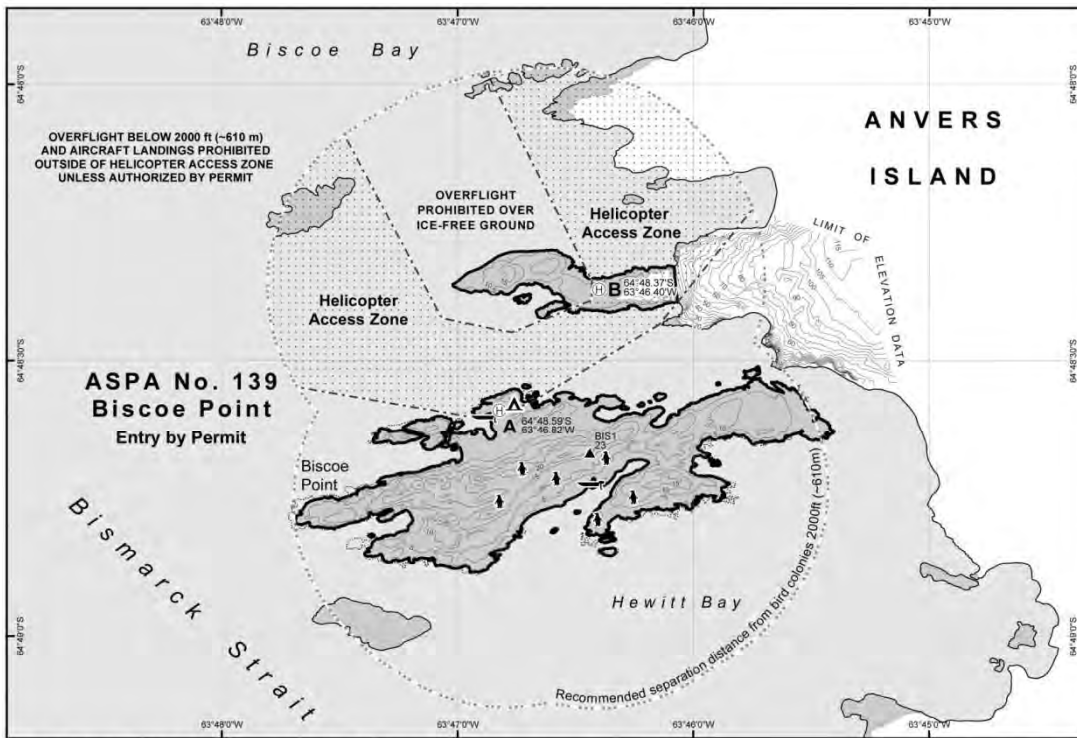 63°48'0"W
63°47'0"W
63°46'0"W
63°45'0"W
Biscoe Bay
64°48'0"S
64°48'0"S
OVERFLIGHT BELOW 2000 ft (~610 m)
AND AIRCRAFT LANDINGS PROHIBITED
OUTSIDE OF HELICOPTER ACCESS ZONE
UNLESS AUTHORIZED BY PERMIT
ANVERS
ISLAND
OVERFLIGHT
PROHIBITED OVER
ICE-FREE GROUND
Helicopter
Access Zone
LIMIT OF
ELEVATION DATA
H B 64°48.37'S
63°46.40'W
Helicopter
Access Zone
64°48'30"S
64°48'30"S
ASPA No. 139
Biscoe Point
Entry by Permit
H
A 64°48.59'S
63°46.82'W
BIS1
23
Biscoe
Point
Bismarck Strait
Hewitt Bay
Recommended separation distance from bird colonies 2000ft (~610m)
64°49'0"S
64°49'0"S
63°48'0"W
63°47'0"W
63°46'0"W
63°45'0"W